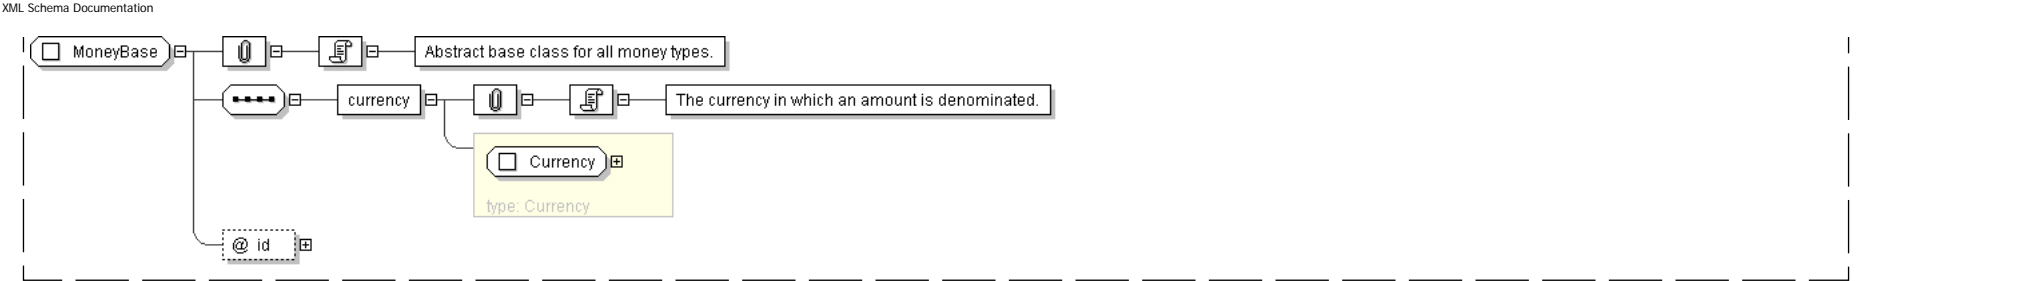 XML Schema Documentation
MoneyBase
Abstract base class for all money types.
currency
The currency in which an amount is denominated.
Currency
type: Currency
@ id